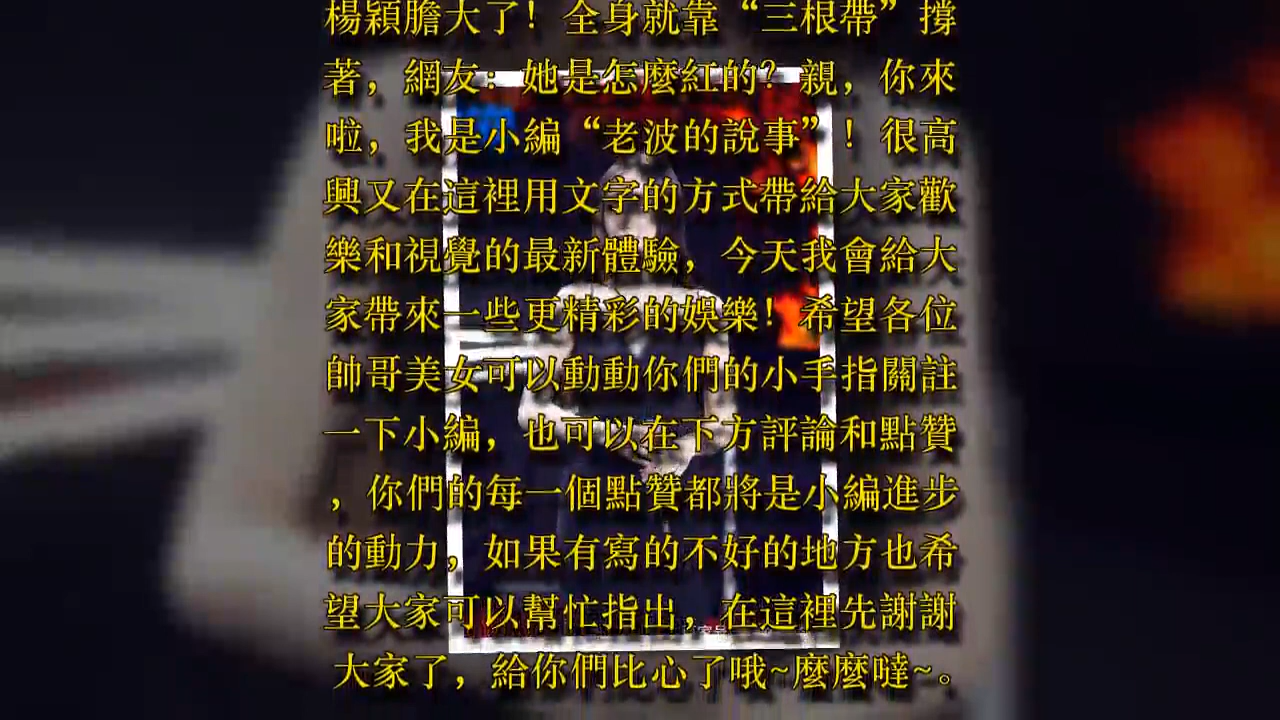 楊穎膽大了！全身就靠“三根帶”撐
著，網友：她是怎麼紅的？親，你來
啦，我是小編“老波的說事”！很高
興又在這裡用文字的方式帶給大家歡
樂和視覺的最新體驗，今天我會給大
家帶來一些更精彩的娛樂！希望各位
帥哥美女可以動動你們的小手指關註
一下小編，也可以在下方評論和點贊
，你們的每一個點贊都將是小編進步
的動力，如果有寫的不好的地方也希
望大家可以幫忙指出，在這裡先謝謝
大家了，給你們比心了哦~麼麼噠~。